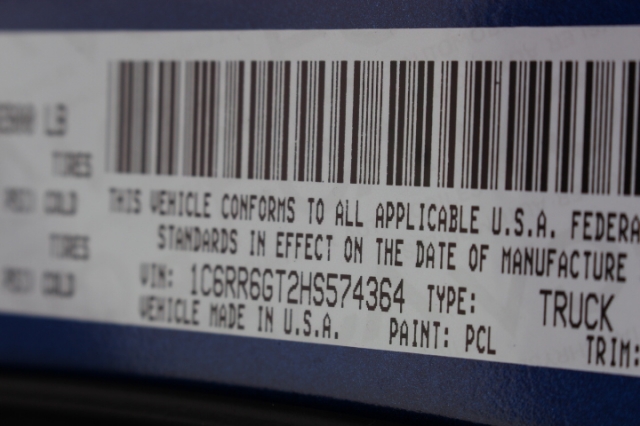 LB
TIRES
COLD
THIS VEHICLE CONFORMS TO ALL APPLICABLE U.S.A. FEDERA
TIRES
STANDARDS IN EFFECT ON THE DATE OF MANUFACTURE
COLD
VIN: 1C6RR6GT2HS574364 TYPE: TRUCK
VEHICLE MADE IN U.S.A. PAINT: PCL TRIM: